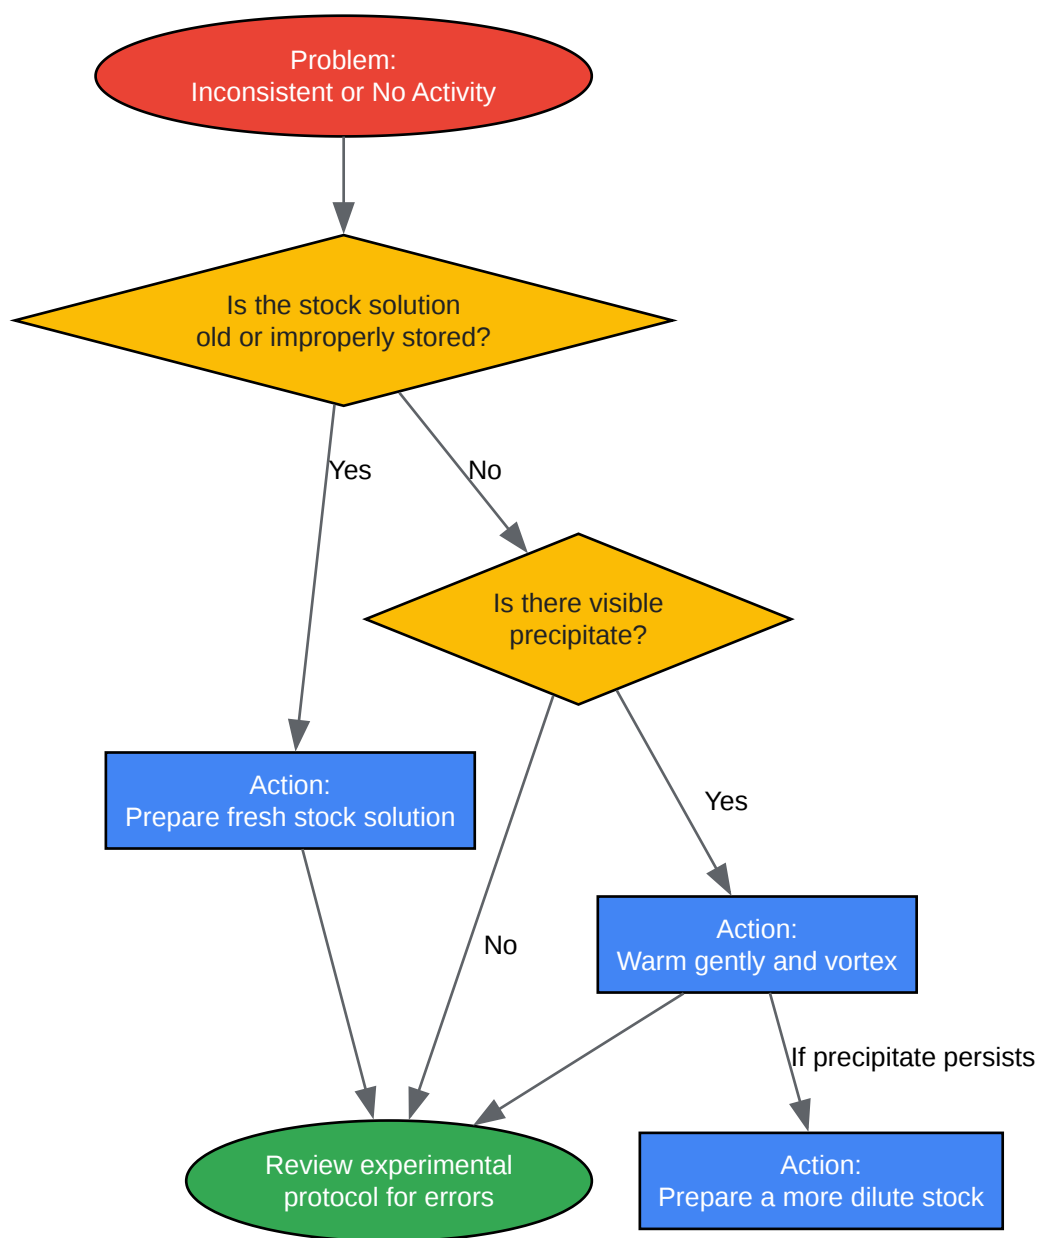 Problem:
Inconsistent or No Activity
Is the stock solution
old or improperly stored?
Yes
No
Is there visible
precipitate?
Action:
Prepare fresh stock solution
Yes
No
Action:
Warm gently and vortex
If precipitate persists
Review experimental
protocol for errors
Action:
Prepare a more dilute stock